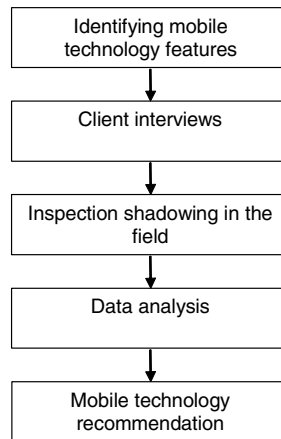 Identifying mobile
technology features
Client interviews
Inspection shadowing in the
field
Data analysis
Mobile technology
recommendation